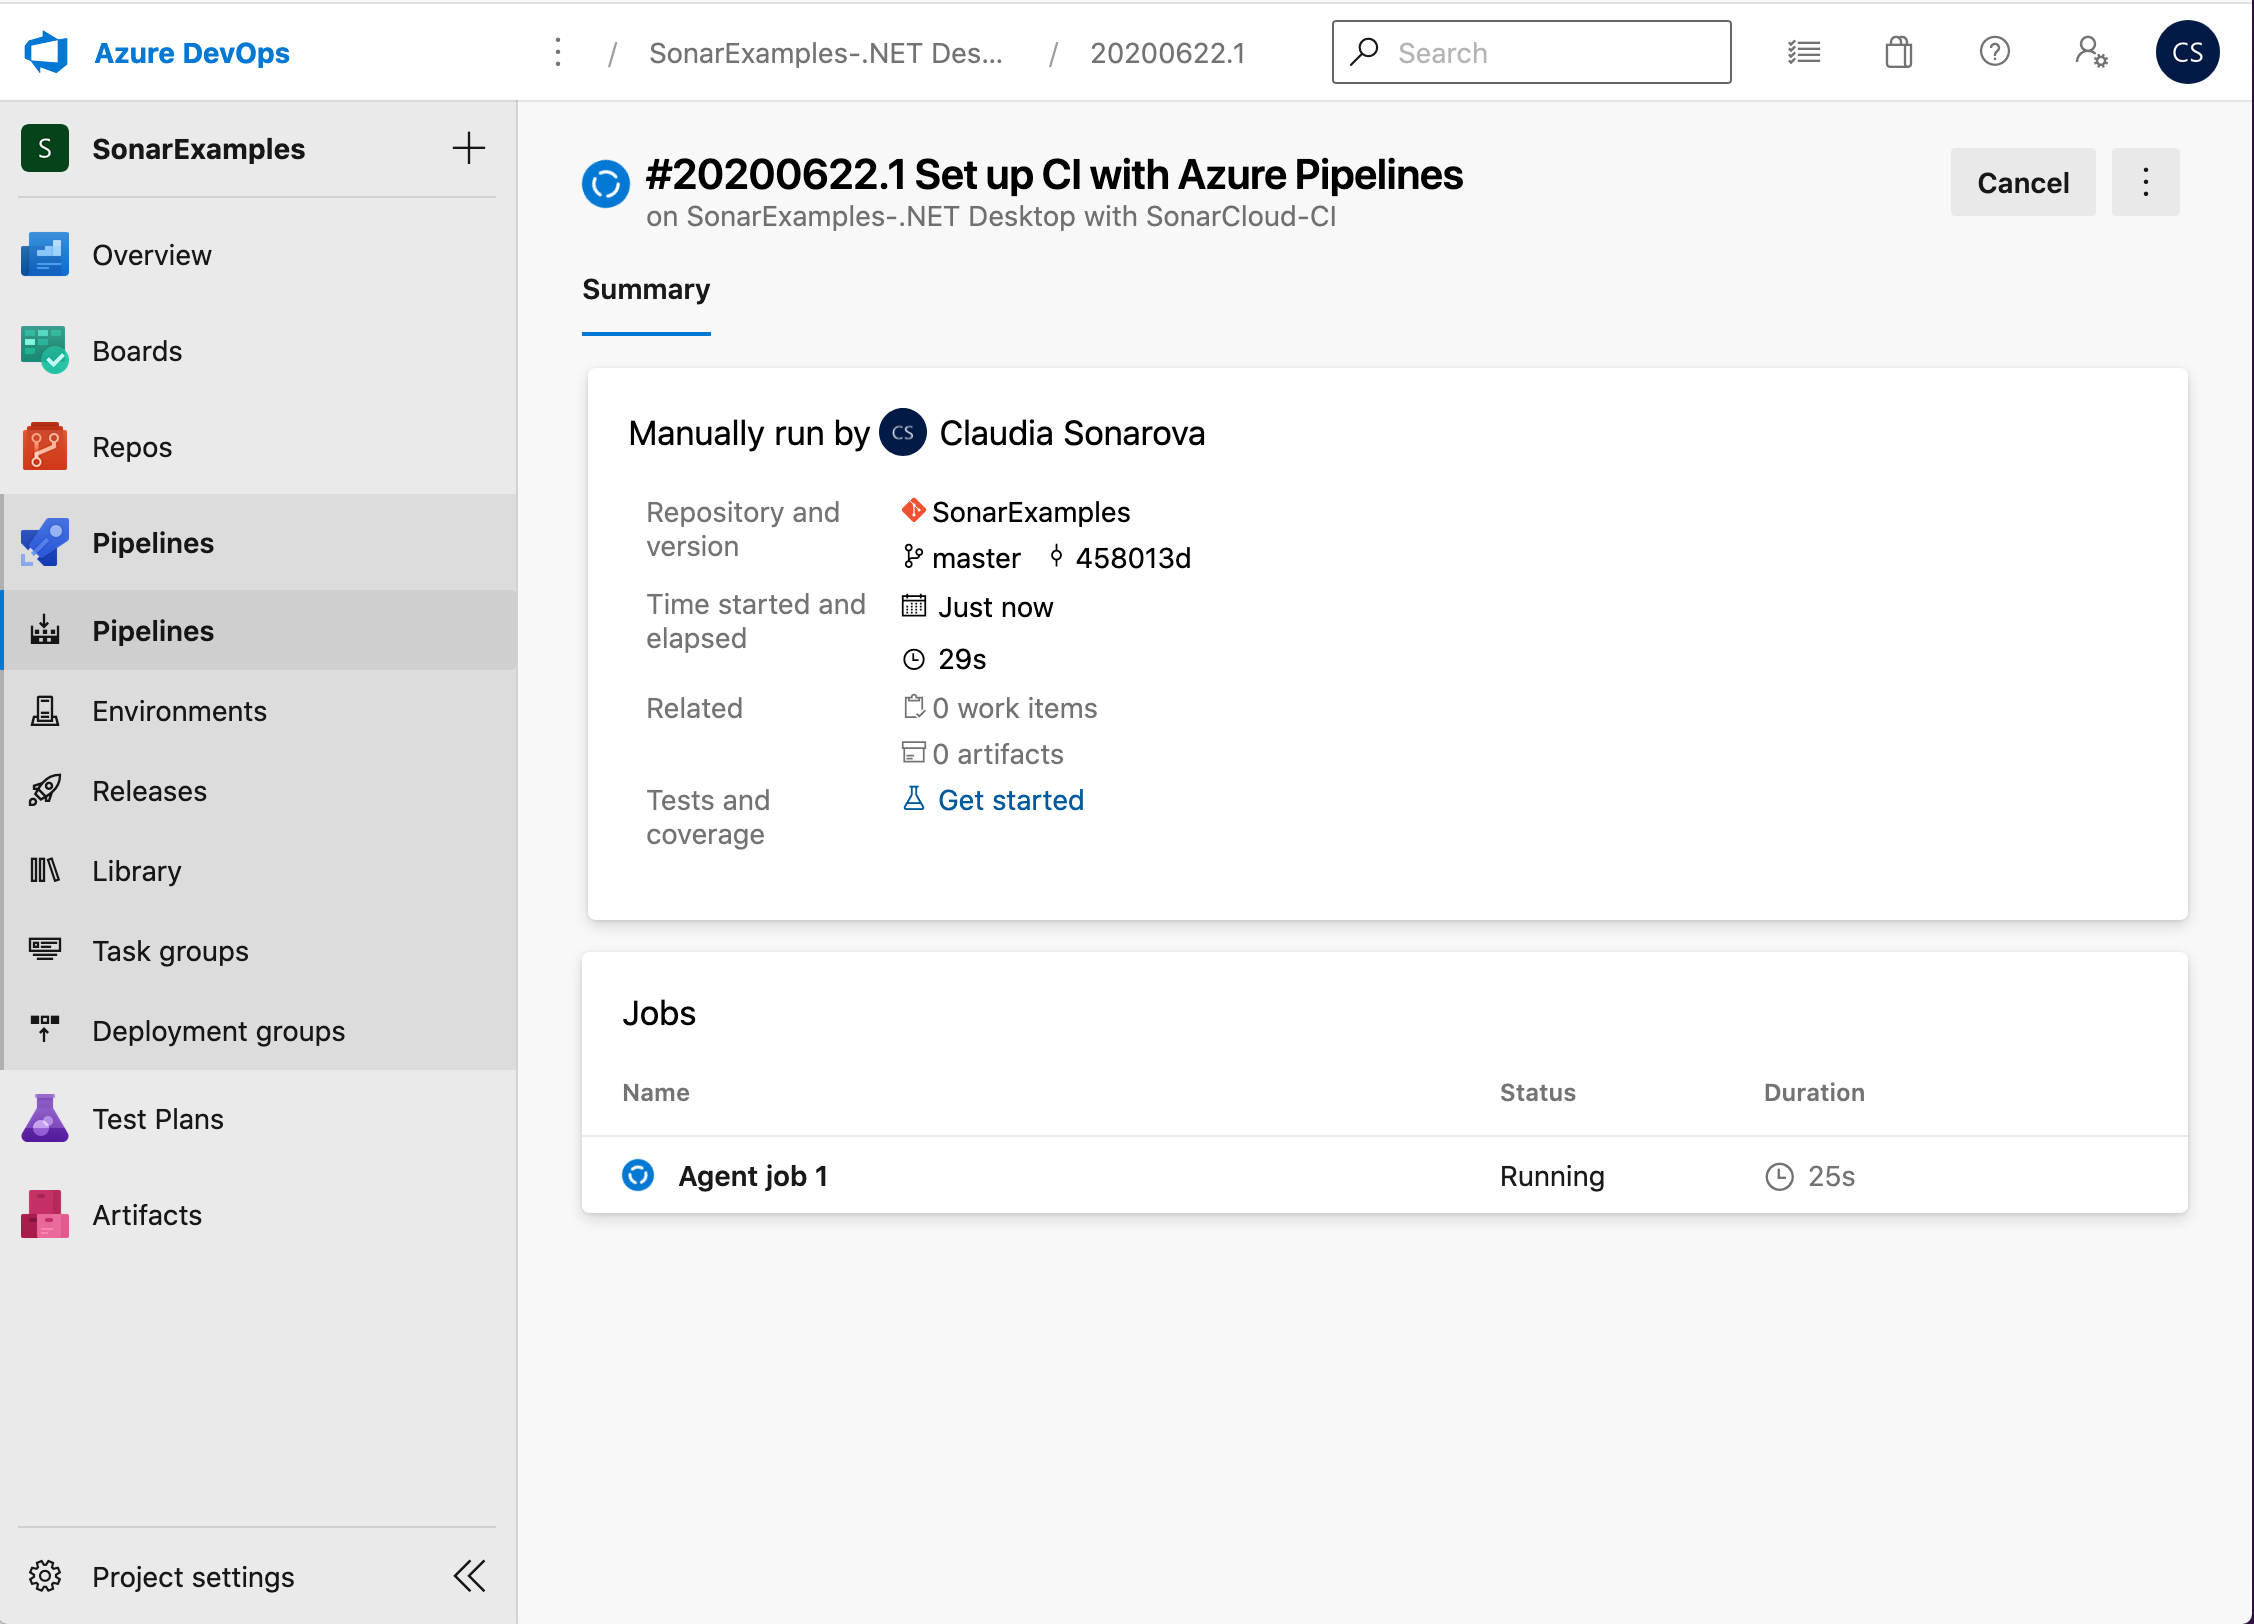 Azure DevOps
/ SonarExamples-.NET Des... / 20200622.1
Search
CS
S SonarExamples
Overview
Boards
Repos
Pipelines
Pipelines
Environments
Releases
Library
Task groups
Deployment groups
Test Plans
Artifacts
Project settings
#20200622.1 Set up CI with Azure Pipelines
on SonarExamples-.NET Desktop with SonarCloud-CI
Cancel
Summary
Manually run by CS Claudia Sonarova
Repository and
version
SonarExamples
master 458013d
Time started and
elapsed
Just now
29s
Related
0 work items
0 artifacts
Tests and
coverage
Get started
Jobs
Name Status Duration
Agent job 1 Running 25s